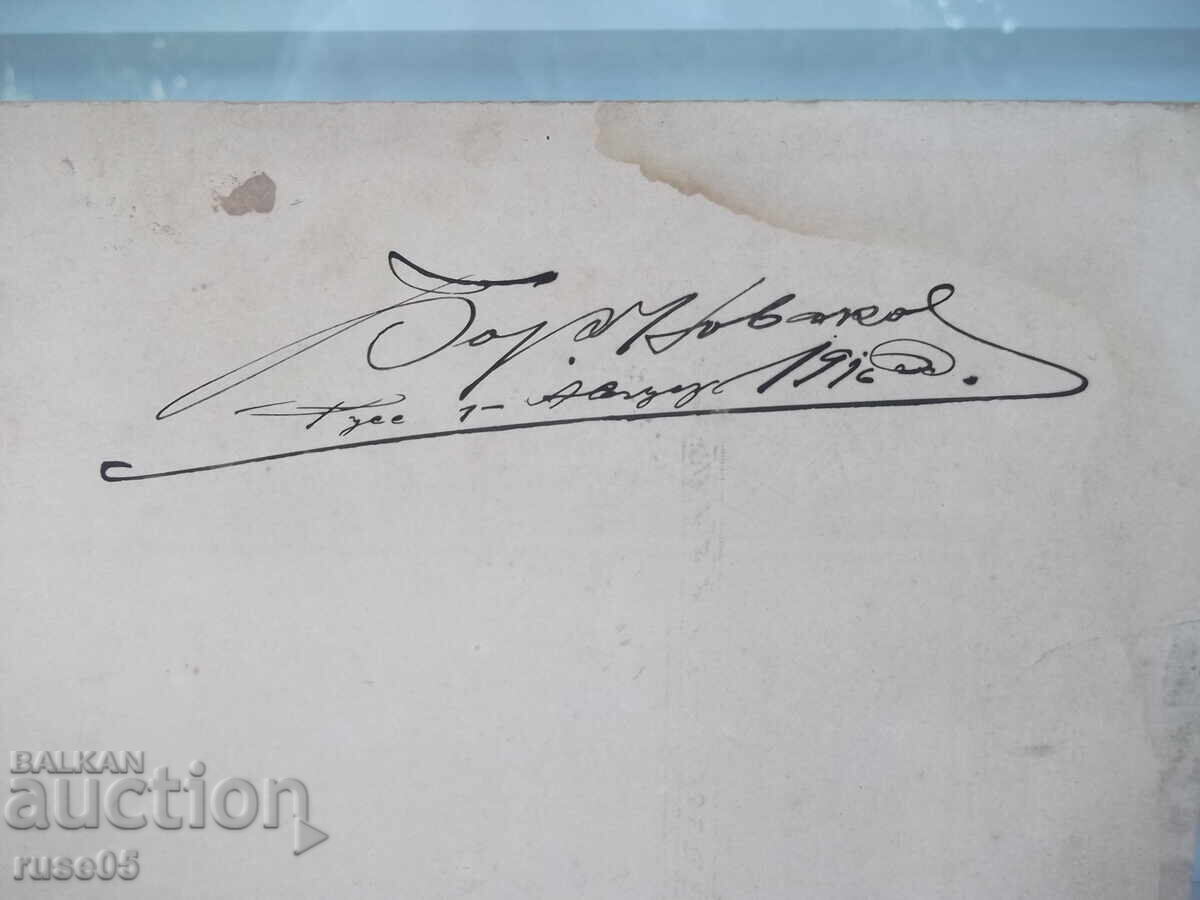 Бор. Н. Новаков
Русе 1- Август 1916
BALKAN
auction
ruse05